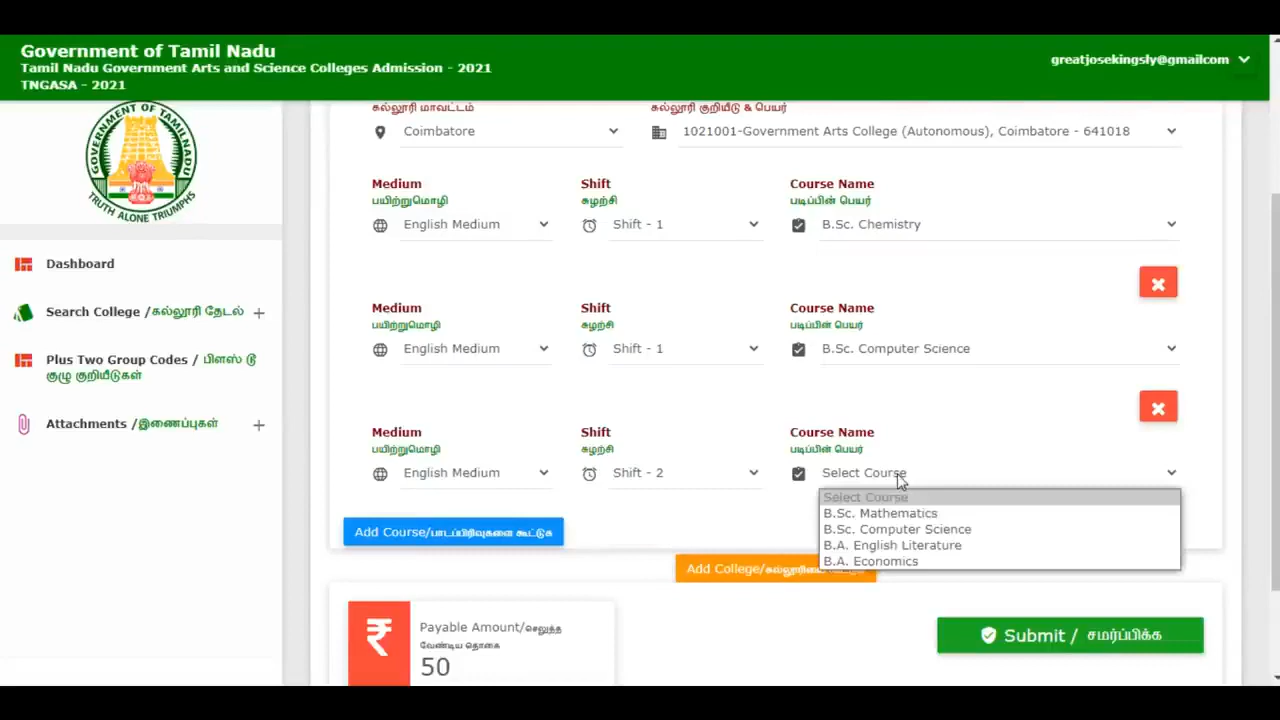 Government of Tamil Nadu
Tamil Nadu Government Arts and Science Colleges Admission - 2021
TNGASA - 2021
greatjosekingsly@gmailcom
GOVERNMENT OF TAMIL NADU
TRUTH ALONE TRIUMPHS
Dashboard
Search College /கல்லூரி தேடல்
Plus Two Group Codes / பிளஸ் டூ
குழு குறியீடுகள்
Attachments /இணைப்புகள்
கல்லூரி மாவட்டம் கல்லூரி குறியீடு & பெயர்
Coimbatore 1021001-Government Arts College (Autonomous), Coimbatore - 641018
Medium Shift Course Name
பயிற்றுமொழி சுழற்சி படிப்பின் பெயர்
English Medium Shift - 1 B.Sc. Chemistry
Medium Shift Course Name
பயிற்றுமொழி சுழற்சி படிப்பின் பெயர்
English Medium Shift - 1 B.Sc. Computer Science
Medium Shift Course Name
பயிற்றுமொழி சுழற்சி படிப்பின் பெயர்
English Medium Shift - 2 Select Course
Select Course
B.Sc. Mathematics
B.Sc. Computer Science
B.A. English Literature
B.A. Economics
Add Course/பாடப்பிரிவுகளை கூட்டுக
Add College/கல்லூரியை கூட்டுக
Payable Amount/செலுத்த
வேண்டிய தொகை
50
Submit / சமர்ப்பிக்க